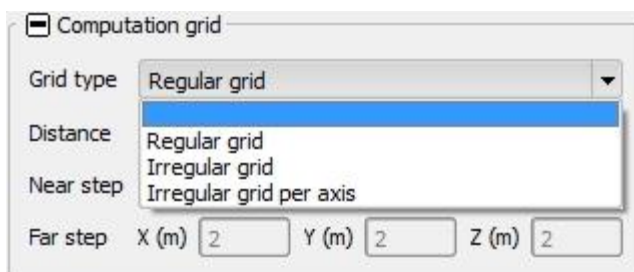 Computation grid
Grid type Regular grid
Distance Regular grid
Irregular grid
Near step Irregular grid per axis
Far step X (m) 2 Y (m) 2 Z (m) 2